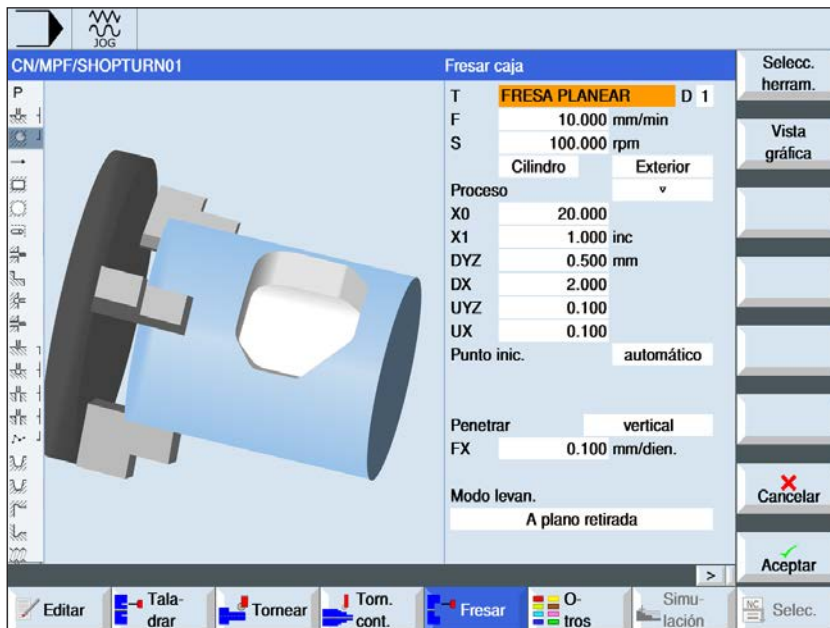 JOG
CN/MPF/SHOPTURN01
Fresar caja
Selecc.
herram.
P
T FRESA PLANEAR D 1
F 10.000 mm/min
Vista
gráfica
S 100.000 rpm
Cilindro Exterior
Proceso ▿
X0 20.000
X1 1.000 inc
DYZ 0.500 mm
DX 2.000
UYZ 0.100
UX 0.100
Punto inic. automático
Penetrar vertical
FX 0.100 mm/dien.
Cancelar
Modo levan.
A plano retirada
Aceptar
>
Editar
Tala-
drar
Tornear
Torn.
cont.
Fresar
O-
tros
Simu-
lación
NC
Selec.